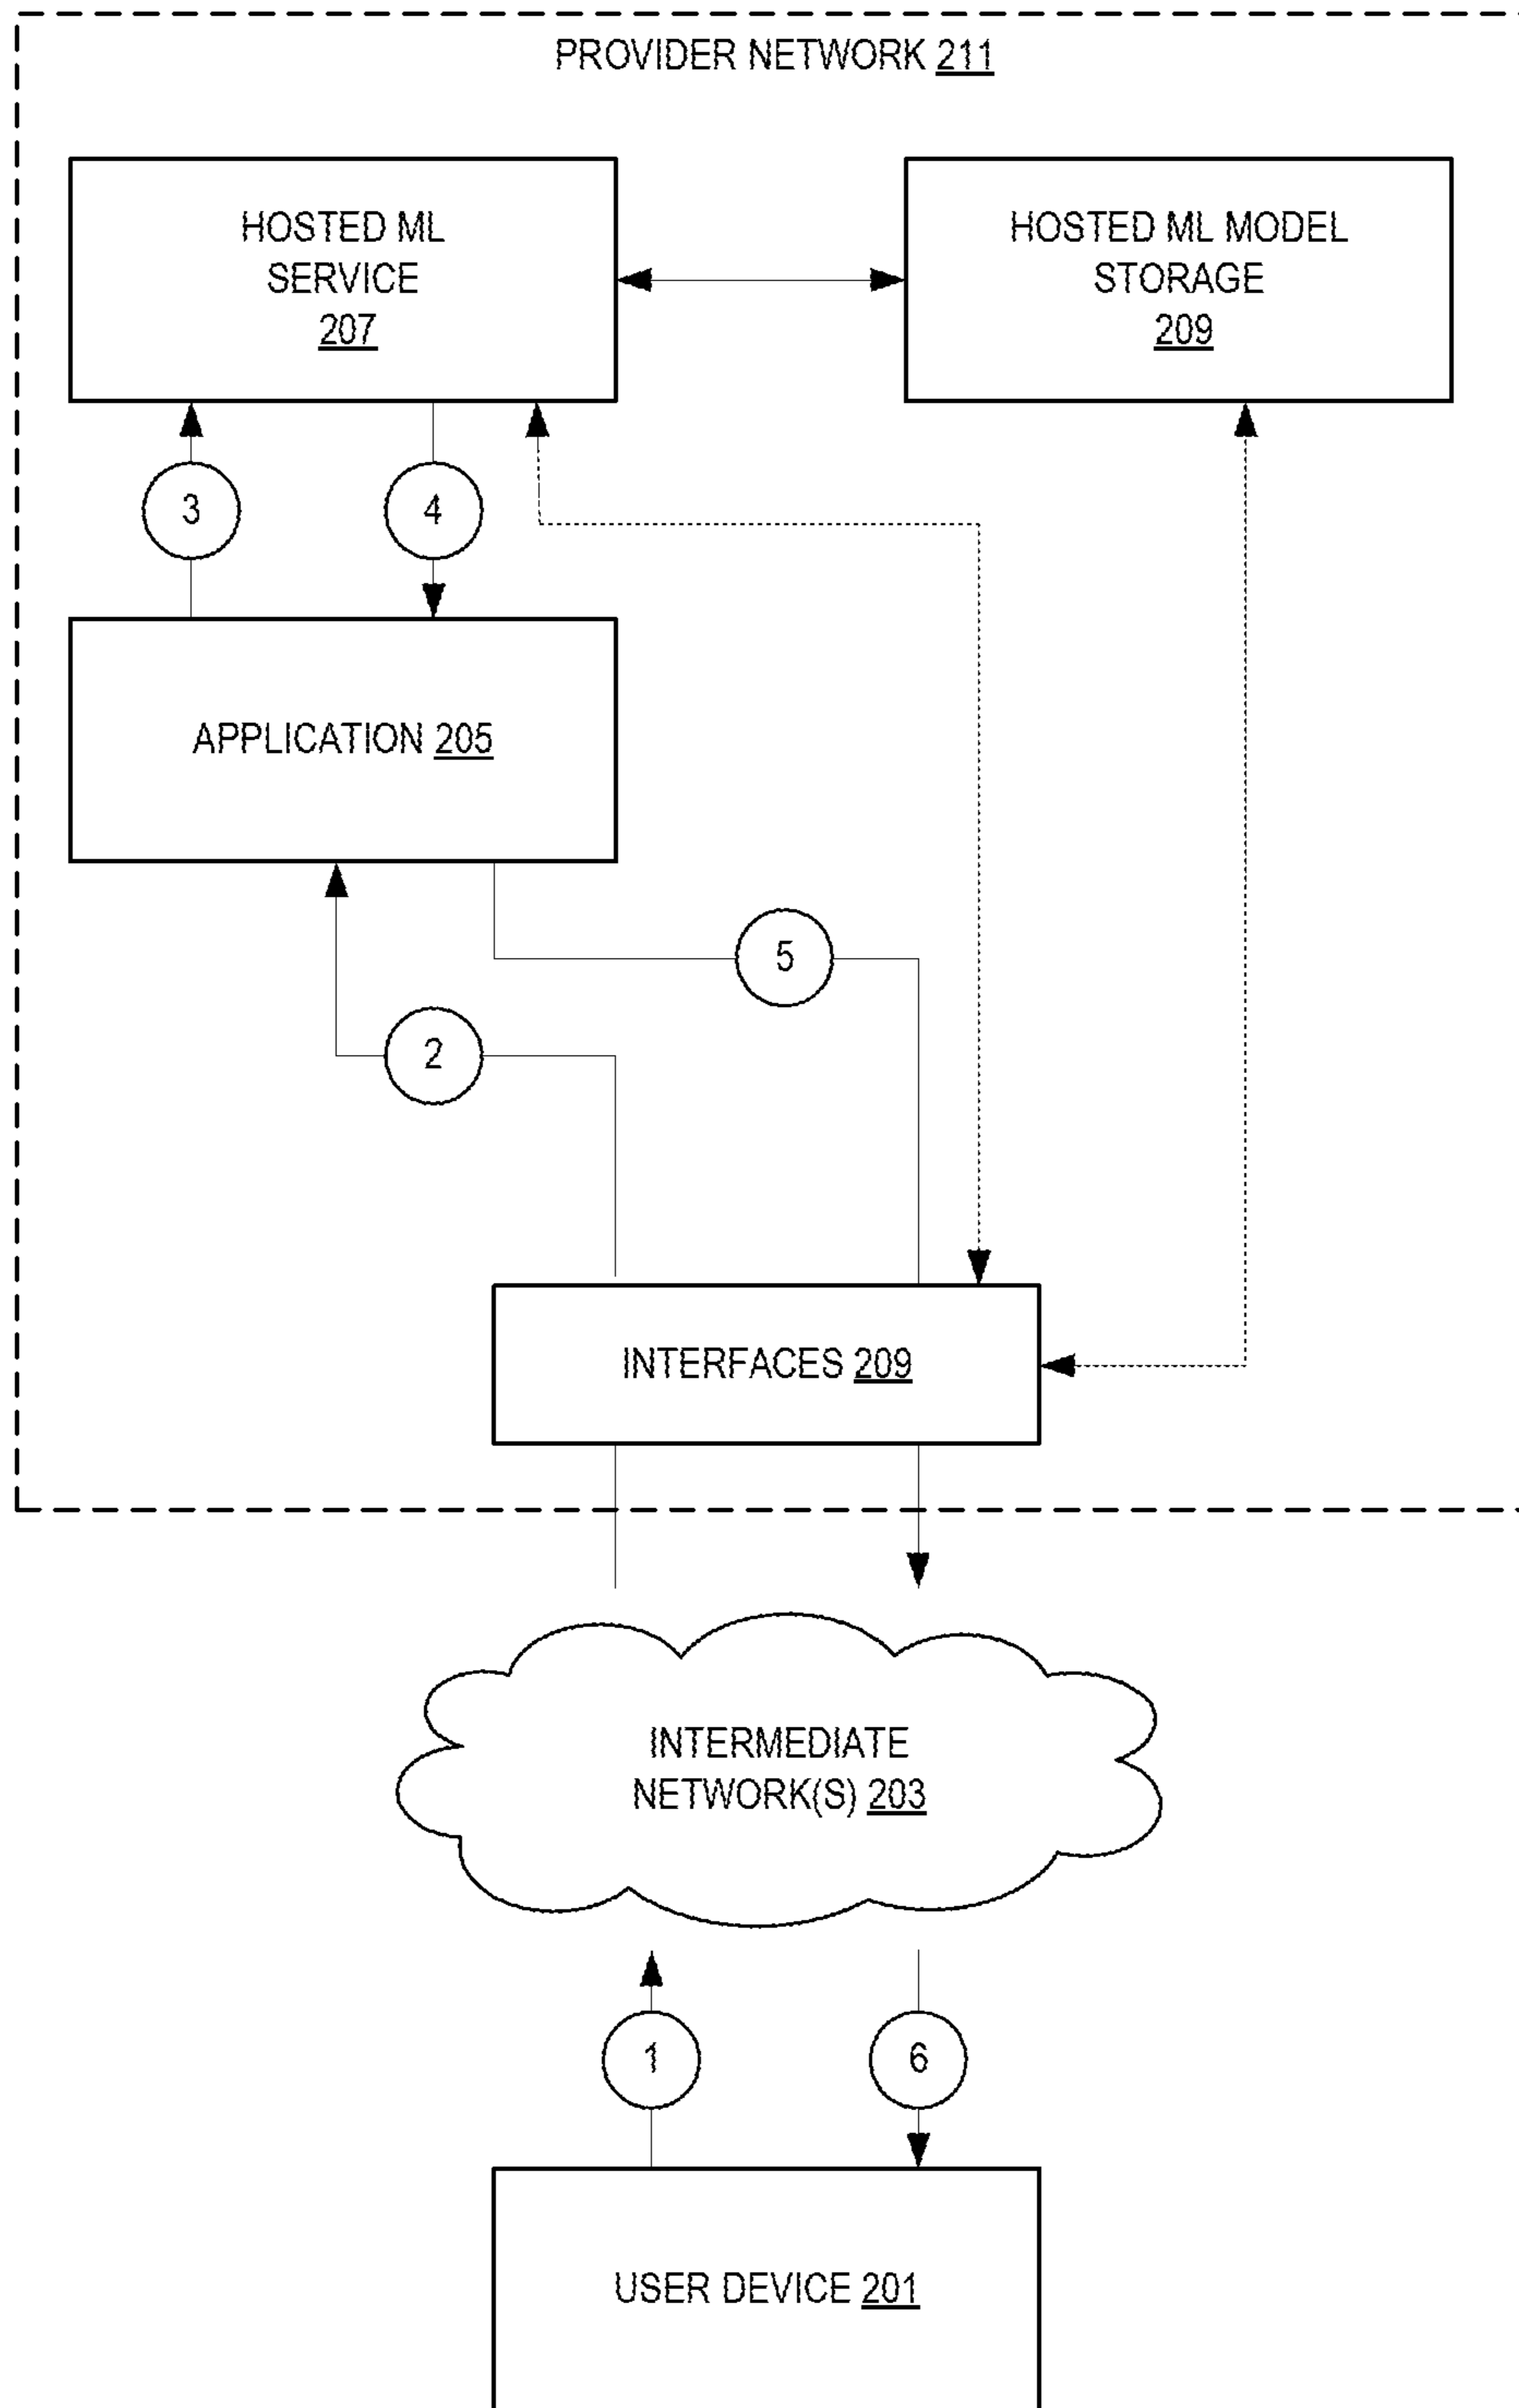 PROVIDER NETWORK 211
HOSTED ML
SERVICE
207
HOSTED ML MODEL
STORAGE
209
3
4
APPLICATION 205
5
2
INTERFACES 209
INTERMEDIATE
NETWORK(S) 203
1
6
USER DEVICE 201